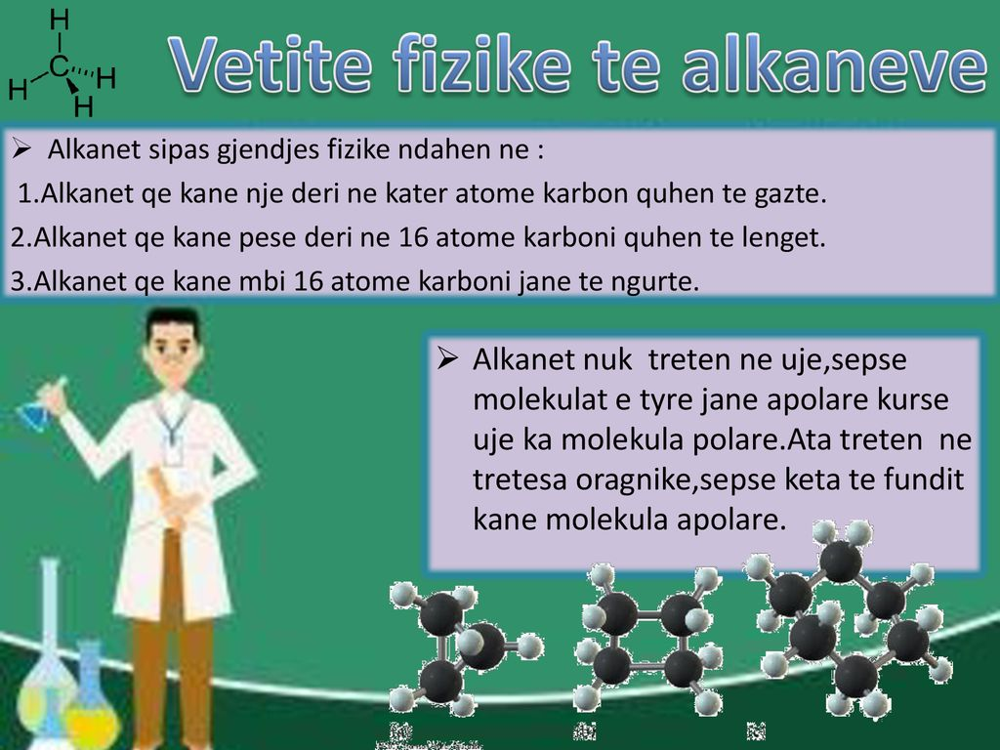 H
C
H
H
H
Vetite fizike te alkaneve
➢ Alkanet sipas gjendjes fizike ndahen ne :
1.Alkanet qe kane nje deri ne kater atome karbon quhen te gazte.
2.Alkanet qe kane pese deri ne 16 atome karboni quhen te lenget.
3.Alkanet qe kane mbi 16 atome karboni jane te ngurte.
➢ Alkanet nuk treten ne uje,sepse
molekulat e tyre jane apolare kurse
uje ka molekula polare.Ata treten ne
tretesa oragnike,sepse keta te fundit
kane molekula apolare.